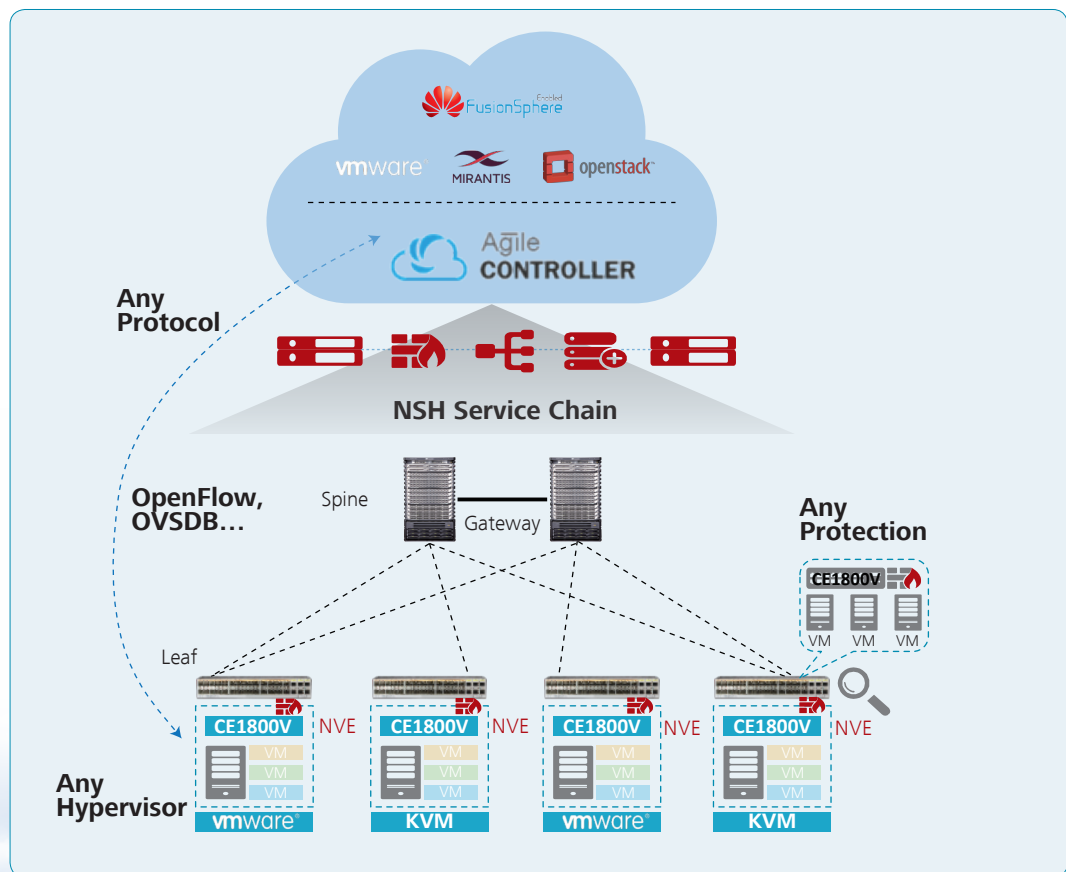 Enabled
FusionSphere
vmware®
MIRANTIS
openstack™
Agile
CONTROLLER
Any
Protocol
NSH Service Chain
OpenFlow,
OVSDB...
Spine
Gateway
Any
Protection
CE1800V
VM VM VM
Leaf
CE1800V NVE CE1800V NVE CE1800V NVE CE1800V NVE
VM VM VM VM
VM VM VM VM
VM VM VM VM
Any
Hypervisor
vmware® KVM vmware® KVM